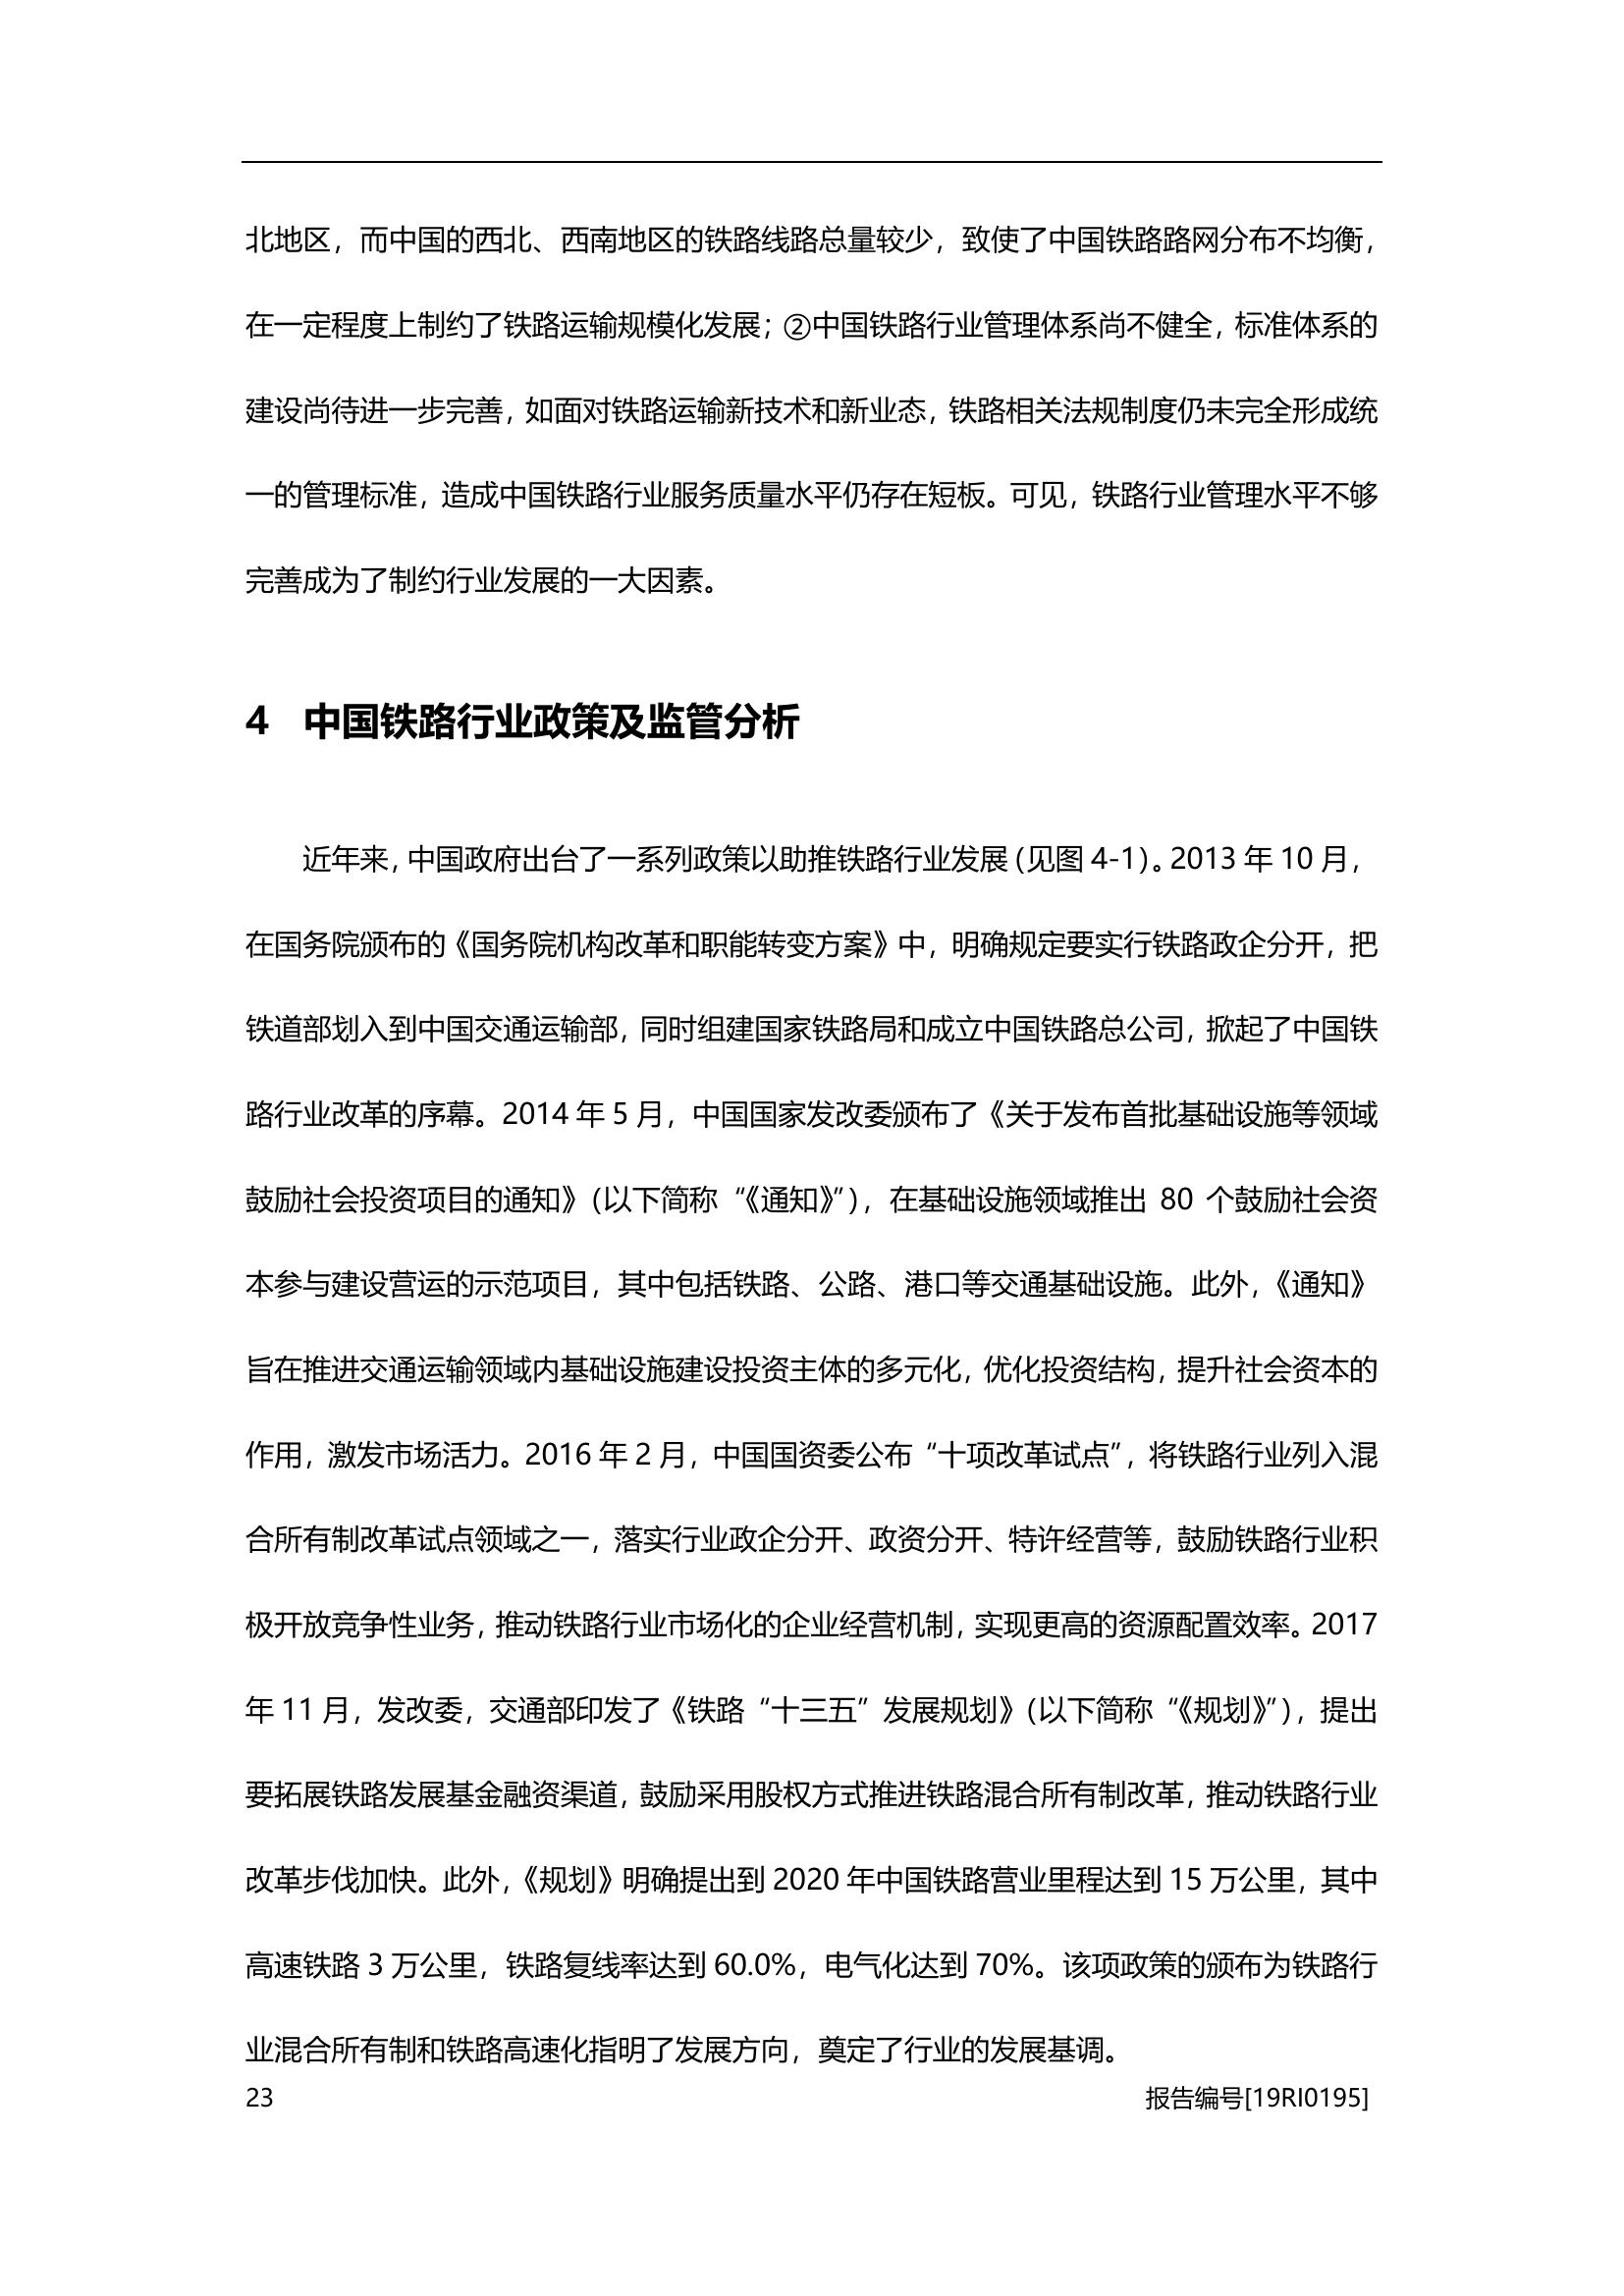 北地区，而中国的西北、西南地区的铁路线路总量较少，致使了中国铁路路网分布不均衡，
在一定程度上制约了铁路运输规模化发展；②中国铁路行业管理体系尚不健全，标准体系的
建设尚待进一步完善，如面对铁路运输新技术和新业态，铁路相关法规制度仍未完全形成统
一的管理标准，造成中国铁路行业服务质量水平仍存在短板。可见，铁路行业管理水平不够
完善成为了制约行业发展的一大因素。
4 中国铁路行业政策及监管分析
近年来，中国政府出台了一系列政策以助推铁路行业发展（见图 4-1）。2013 年 10 月，
在国务院颁布的《国务院机构改革和职能转变方案》中，明确规定要实行铁路政企分开，把
铁道部划入到中国交通运输部，同时组建国家铁路局和成立中国铁路总公司，掀起了中国铁
路行业改革的序幕。2014 年 5 月，中国国家发改委颁布了《关于发布首批基础设施等领域
鼓励社会投资项目的通知》（以下简称“《通知》”），在基础设施领域推出 80 个鼓励社会资
本参与建设营运的示范项目，其中包括铁路、公路、港口等交通基础设施。此外，《通知》
旨在推进交通运输领域内基础设施建设投资主体的多元化，优化投资结构，提升社会资本的
作用，激发市场活力。2016 年 2 月，中国国资委公布“十项改革试点”，将铁路行业列入混
合所有制改革试点领域之一，落实行业政企分开、政资分开、特许经营等，鼓励铁路行业积
极开放竞争性业务，推动铁路行业市场化的企业经营机制，实现更高的资源配置效率。2017
年 11 月，发改委，交通部印发了《铁路“十三五”发展规划》（以下简称“《规划》”），提出
要拓展铁路发展基金融资渠道，鼓励采用股权方式推进铁路混合所有制改革，推动铁路行业
改革步伐加快。此外，《规划》明确提出到 2020 年中国铁路营业里程达到 15 万公里，其中
高速铁路 3 万公里，铁路复线率达到 60.0%，电气化达到 70%。该项政策的颁布为铁路行
业混合所有制和铁路高速化指明了发展方向，奠定了行业的发展基调。
23 报告编号[19RI0195]